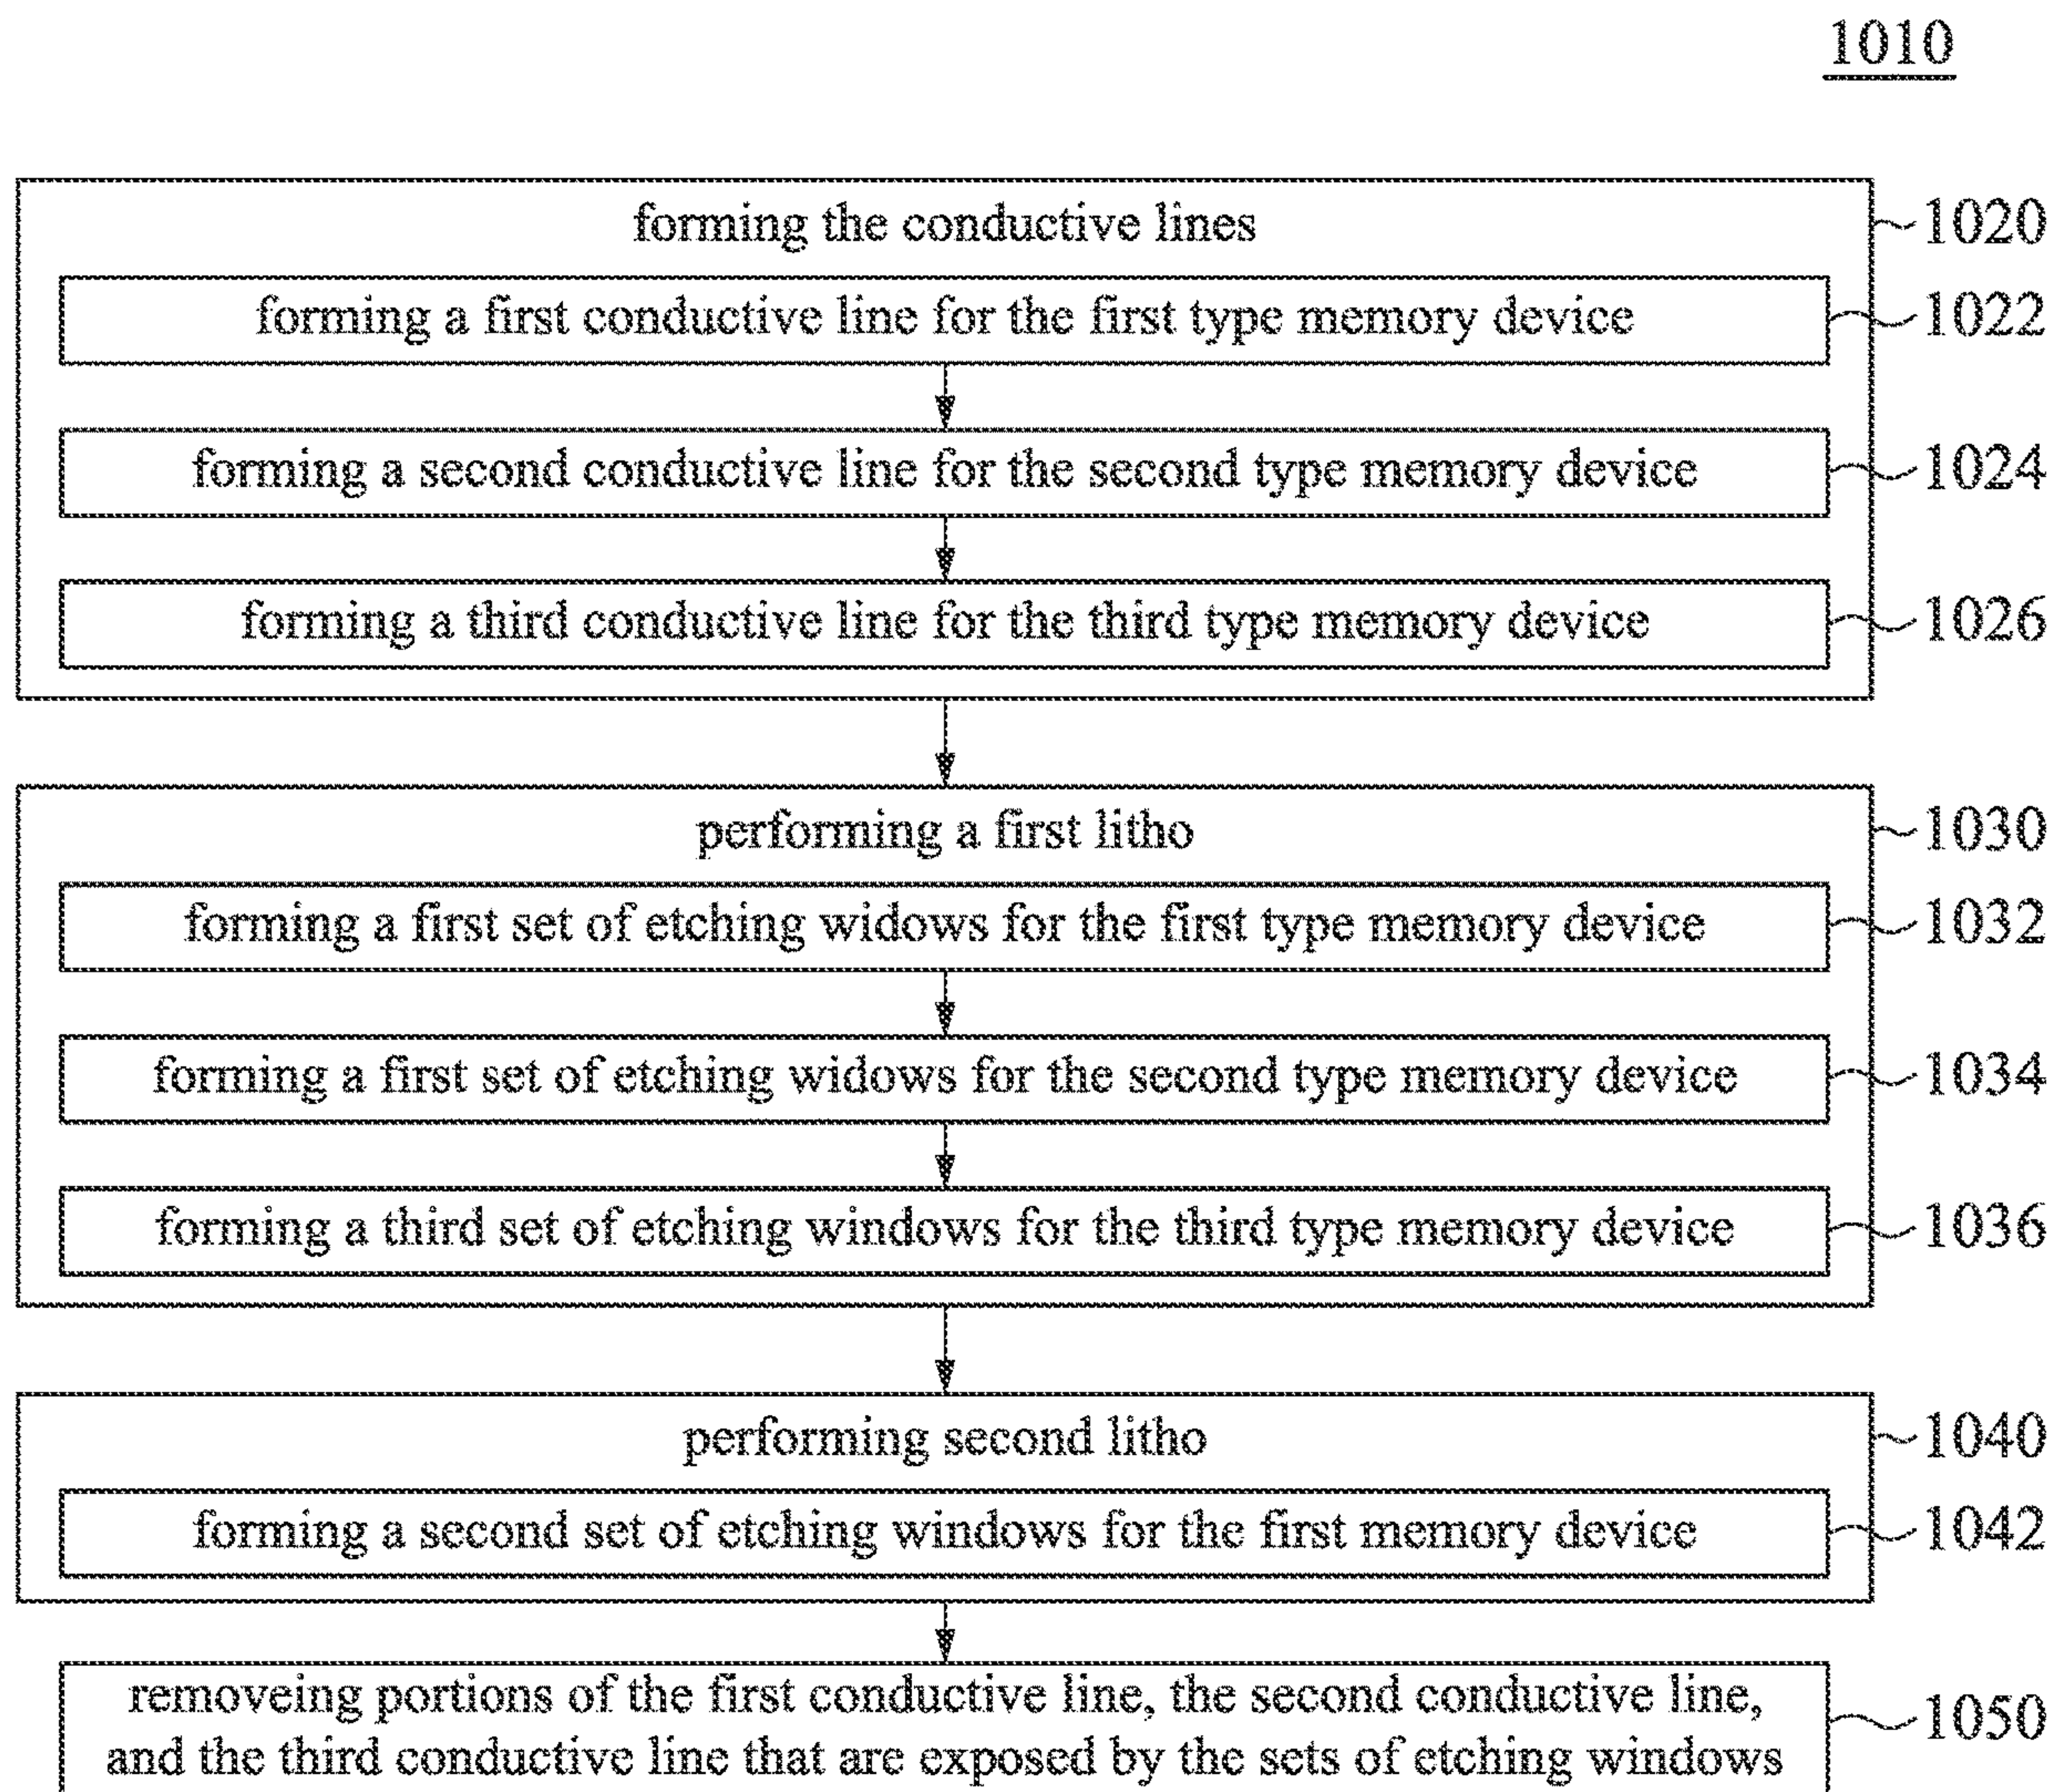 1010
forming the conductive lines
1020
forming a first conductive line for the first type memory device
1022
forming a second conductive line for the second type memory device
1024
forming a third conductive line for the third type memory device
1026
performing a first litho
1030
forming a first set of etching widows for the first type memory device
1032
forming a first set of etching widows for the second type memory device
1034
forming a third set of etching windows for the third type memory device
1036
performing second litho
1040
forming a second set of etching windows for the first memory device
1042
removeing portions of the first conductive line, the second conductive line,
and the third conductive line that are exposed by the sets of etching windows
1050